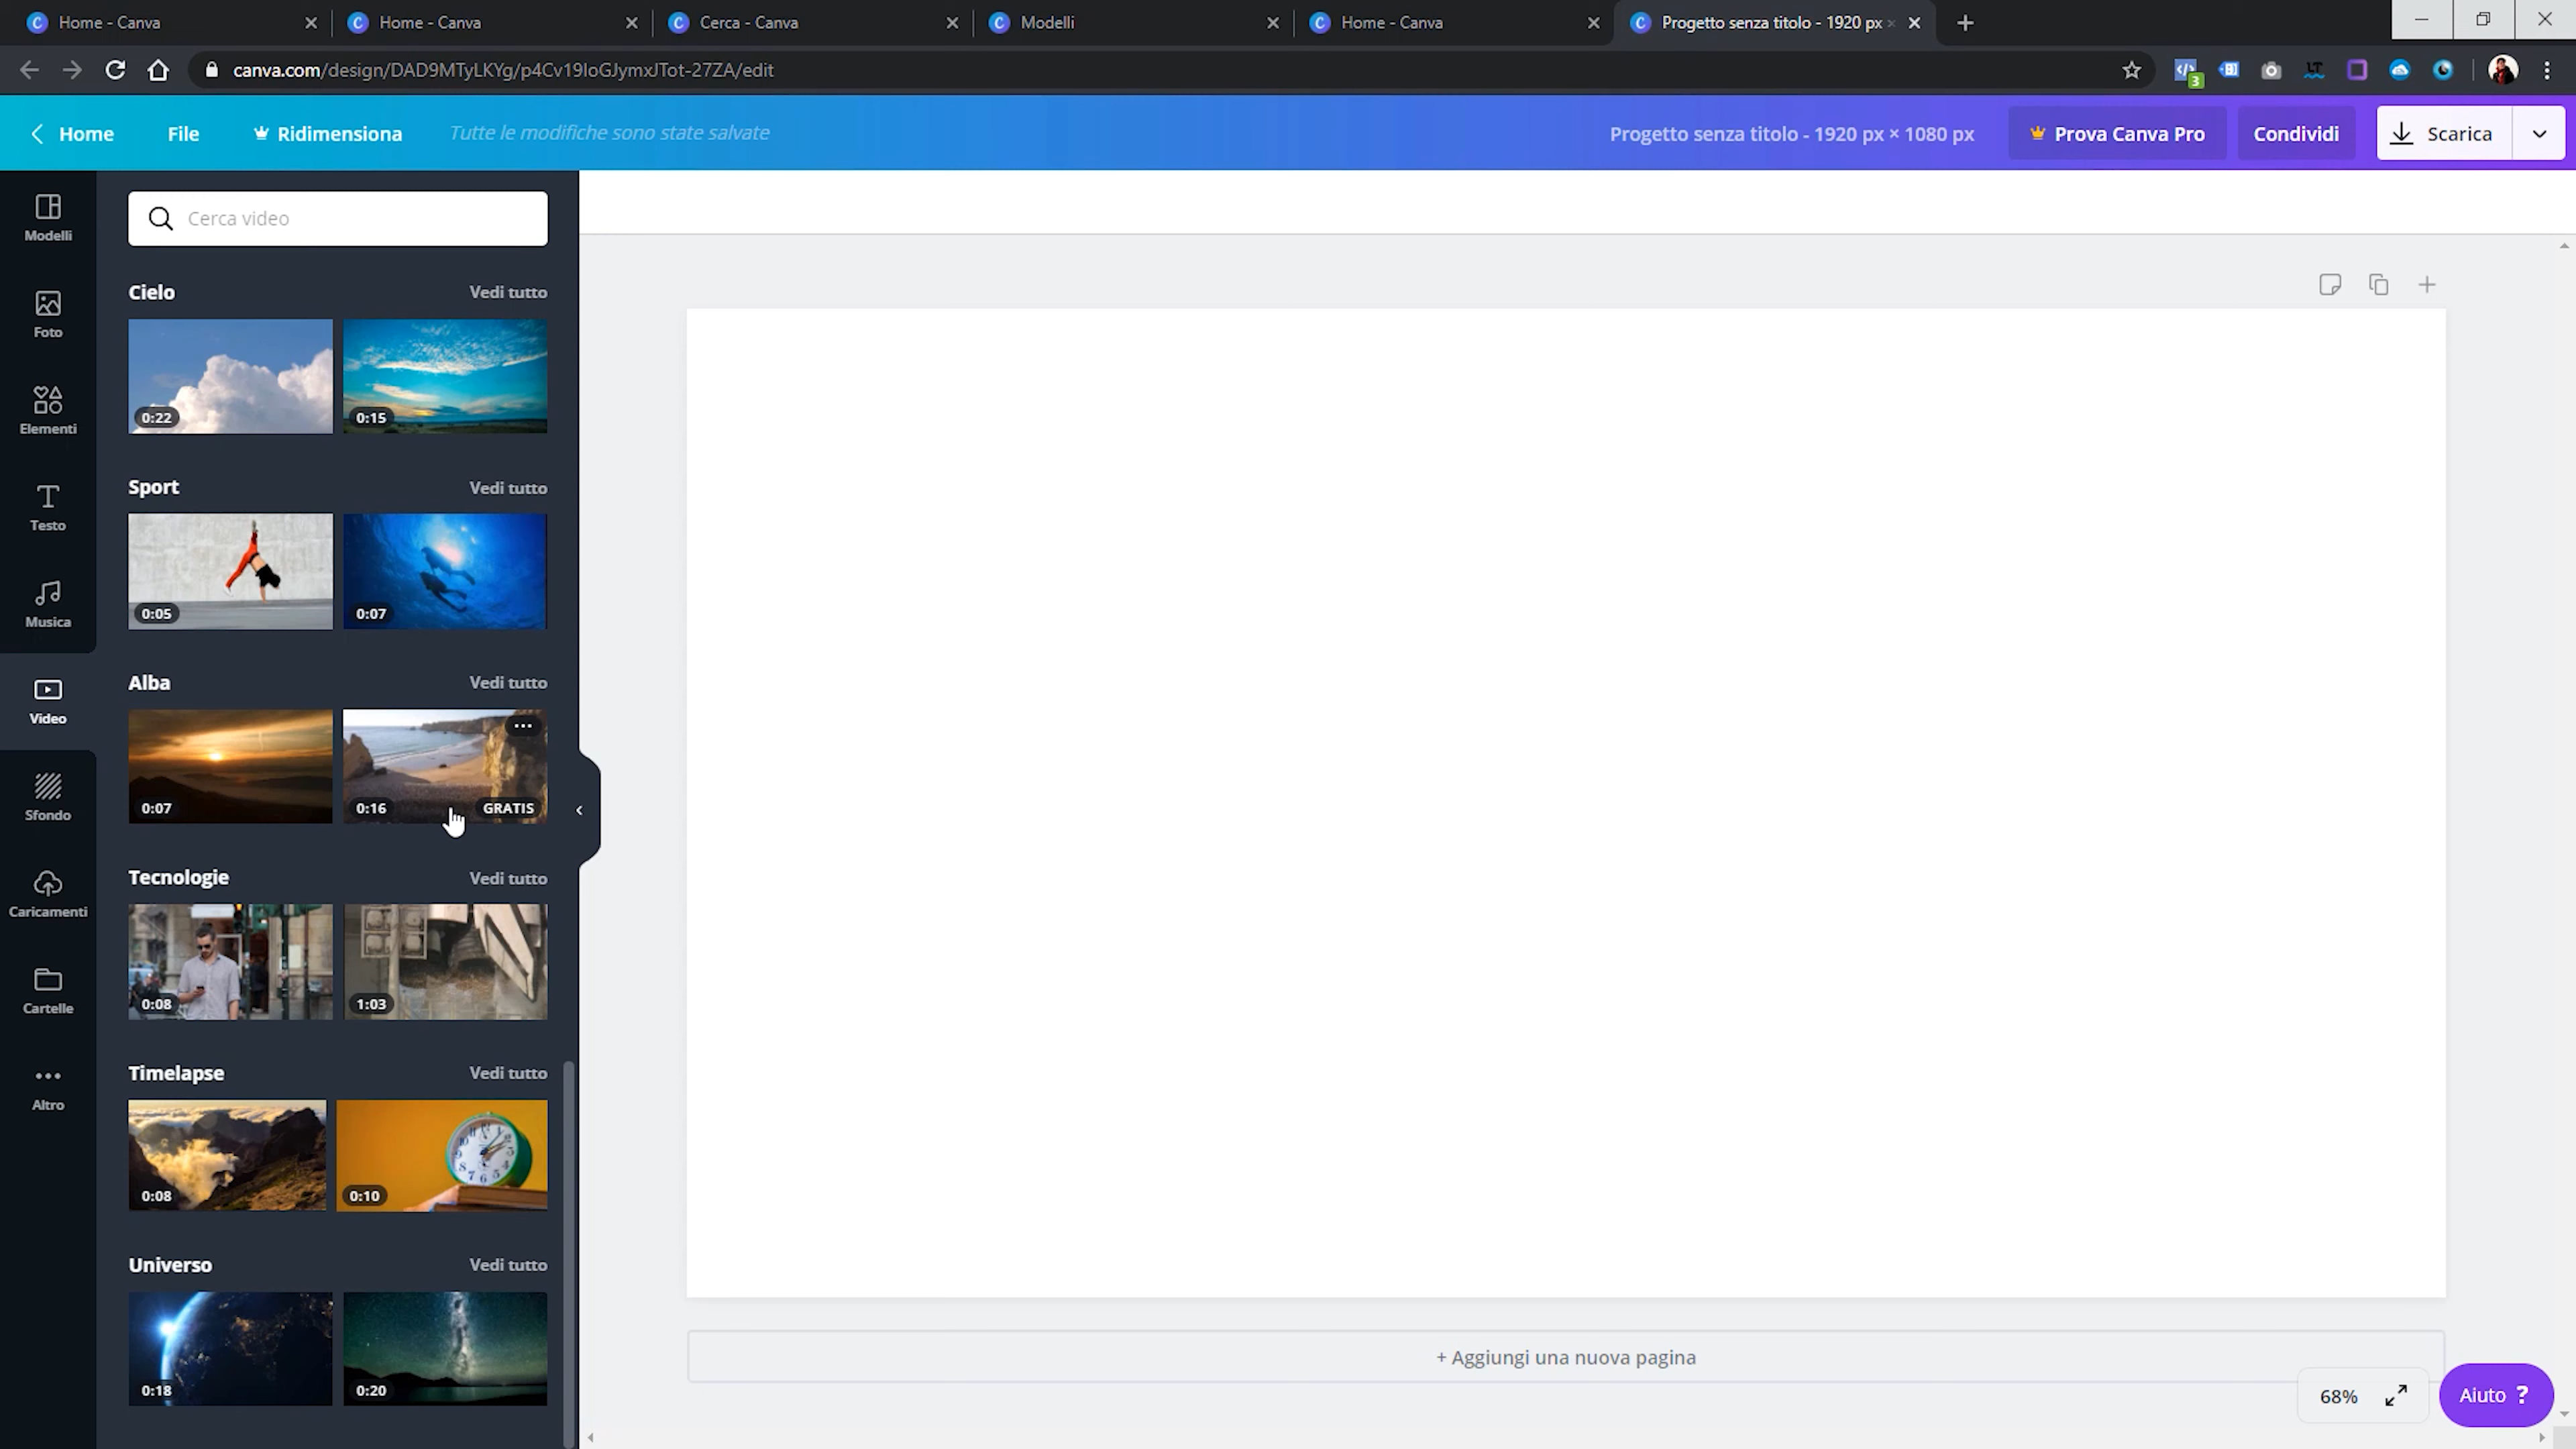 Home - Canva
Home - Canva
Cerca - Canva
Modelli
Home - Canva
Progetto senza titolo - 1920 px ×
canva.com/design/DAD9MTyLKYg/p4Cv19IoGJymxJTot-27ZA/edit
3
Home
File
Ridimensiona
Tutte le modifiche sono state salvate
Progetto senza titolo - 1920 px × 1080 px
Prova Canva Pro
Condividi
Scarica
Modelli
Foto
Elementi
Testo
Musica
Video
Sfondo
Caricamenti
Cartelle
Altro
Cerca video
Cielo Vedi tutto
0:22 0:15
Sport Vedi tutto
0:05 0:07
Alba Vedi tutto
0:07 0:16 GRATIS
Tecnologie Vedi tutto
0:08 1:03
Timelapse Vedi tutto
0:08 0:10
Universo Vedi tutto
0:18 0:20
+ Aggiungi una nuova pagina
68%
Aiuto ?